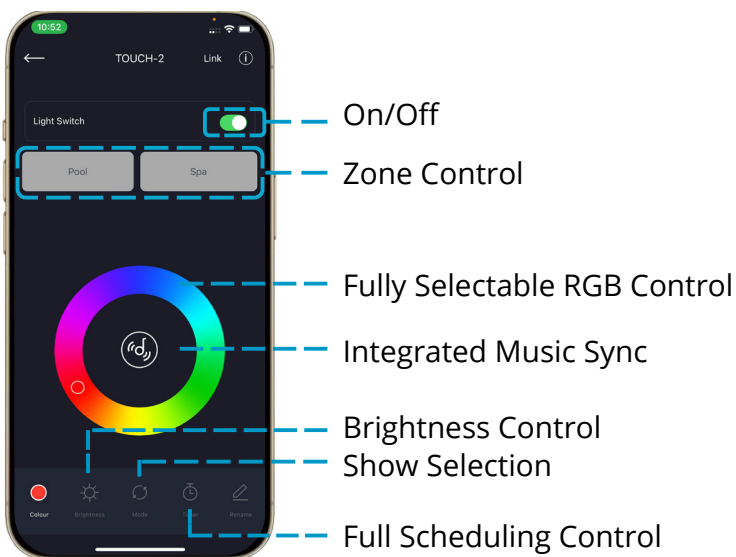 10:52
TOUCH-2
Link
Light Switch
On/Off
Pool
Spa
Zone Control
Fully Selectable RGB Control
Integrated Music Sync
Brightness Control
Show Selection
Colour
Brightness
Mode
Timer
Rename
Full Scheduling Control